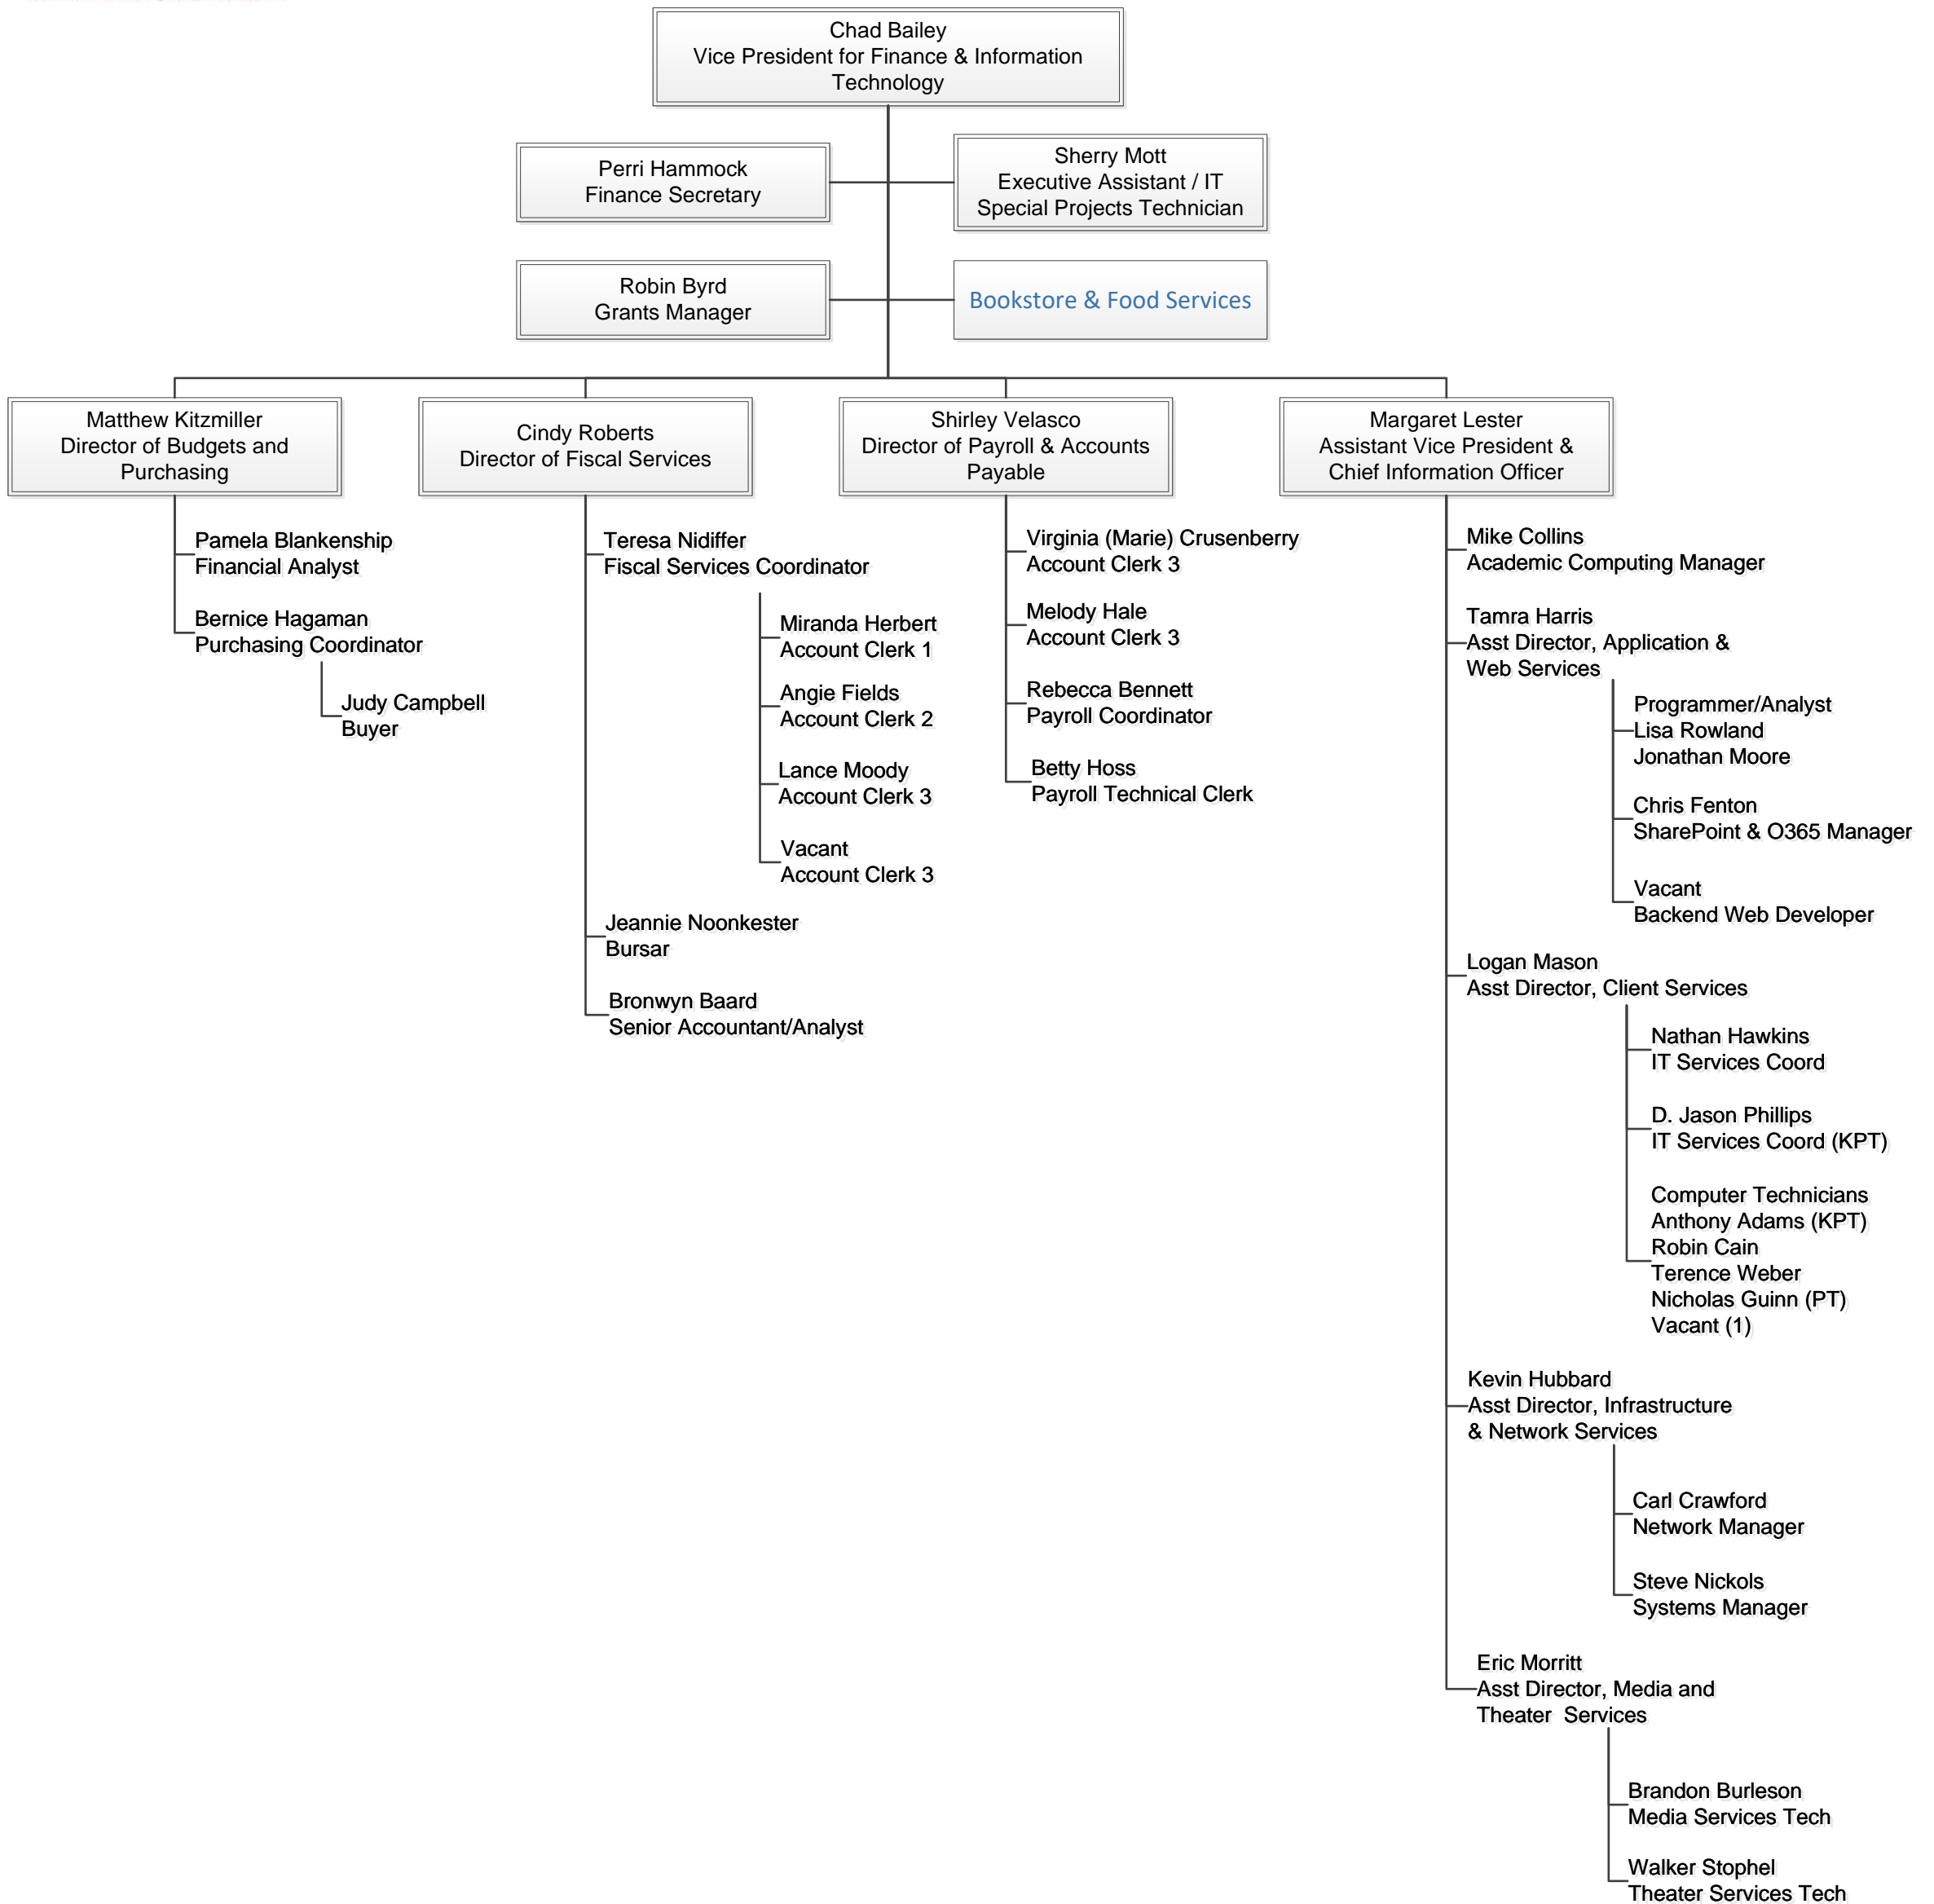 Chad Bailey
Vice President for Finance & Information
Technology
Perri Hammock
Finance Secretary
Sherry Mott
Executive Assistant / IT
Special Projects Technician
Robin Byrd
Grants Manager
Bookstore & Food Services
Matthew Kitzmiller
Director of Budgets and
Purchasing
Pamela Blankenship
Financial Analyst
Bernice Hagaman
Purchasing Coordinator
Judy Campbell
Buyer
Cindy Roberts
Director of Fiscal Services
Teresa Nidiffer
Fiscal Services Coordinator
Miranda Herbert
Account Clerk 1
Angie Fields
Account Clerk 2
Lance Moody
Account Clerk 3
Vacant
Account Clerk 3
Jeannie Noonkester
Bursar
Bronwyn Baard
Senior Accountant/Analyst
Shirley Velasco
Director of Payroll & Accounts
Payable
Virginia (Marie) Crusenberry
Account Clerk 3
Melody Hale
Account Clerk 3
Rebecca Bennett
Payroll Coordinator
Betty Hoss
Payroll Technical Clerk
Margaret Lester
Assistant Vice President &
Chief Information Officer
Mike Collins
Academic Computing Manager
Tamra Harris
Asst Director, Application &
Web Services
Programmer/Analyst
Lisa Rowland
Jonathan Moore
Chris Fenton
SharePoint & O365 Manager
Vacant
Backend Web Developer
Logan Mason
Asst Director, Client Services
Nathan Hawkins
IT Services Coord
D. Jason Phillips
IT Services Coord (KPT)
Computer Technicians
Anthony Adams (KPT)
Robin Cain
Terence Weber
Nicholas Guinn (PT)
Vacant (1)
Kevin Hubbard
Asst Director, Infrastructure
& Network Services
Carl Crawford
Network Manager
Steve Nickols
Systems Manager
Eric Morritt
Asst Director, Media and
Theater  Services
Brandon Burleson
Media Services Tech
Walker Stophel
Theater Services Tech